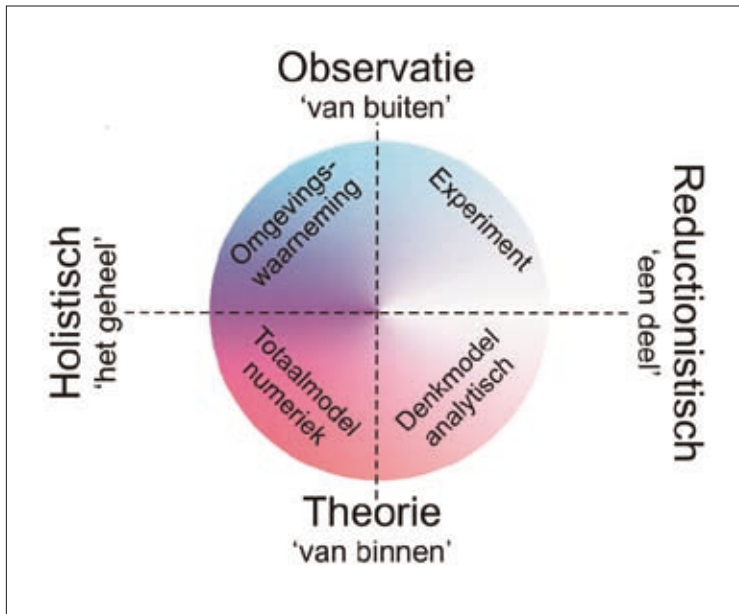 Observatie
‘van buiten’
Omgevings-
waarneming
Experiment
Holistisch
‘het geheel’
Reductionistisch
‘een deel’
Totaalmodel
numeriek
Denkmodel
analytisch
Theorie
‘van binnen’